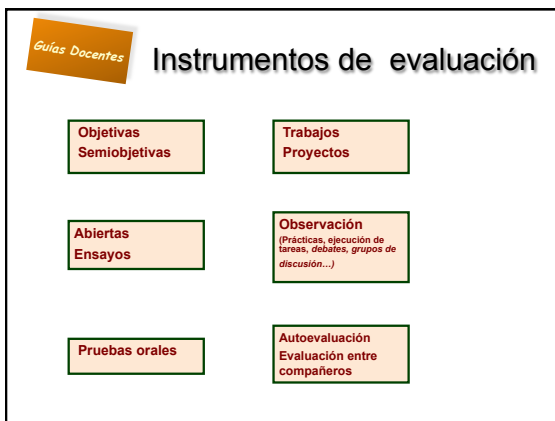 Guías Docentes
Instrumentos de evaluación
Objetivas
Semiobjetivas
Trabajos
Proyectos
Abiertas
Ensayos
Observación
(Prácticas, ejecución de
tareas, debates, grupos de
discusión…)
Pruebas orales
Autoevaluación
Evaluación entre
compañeros